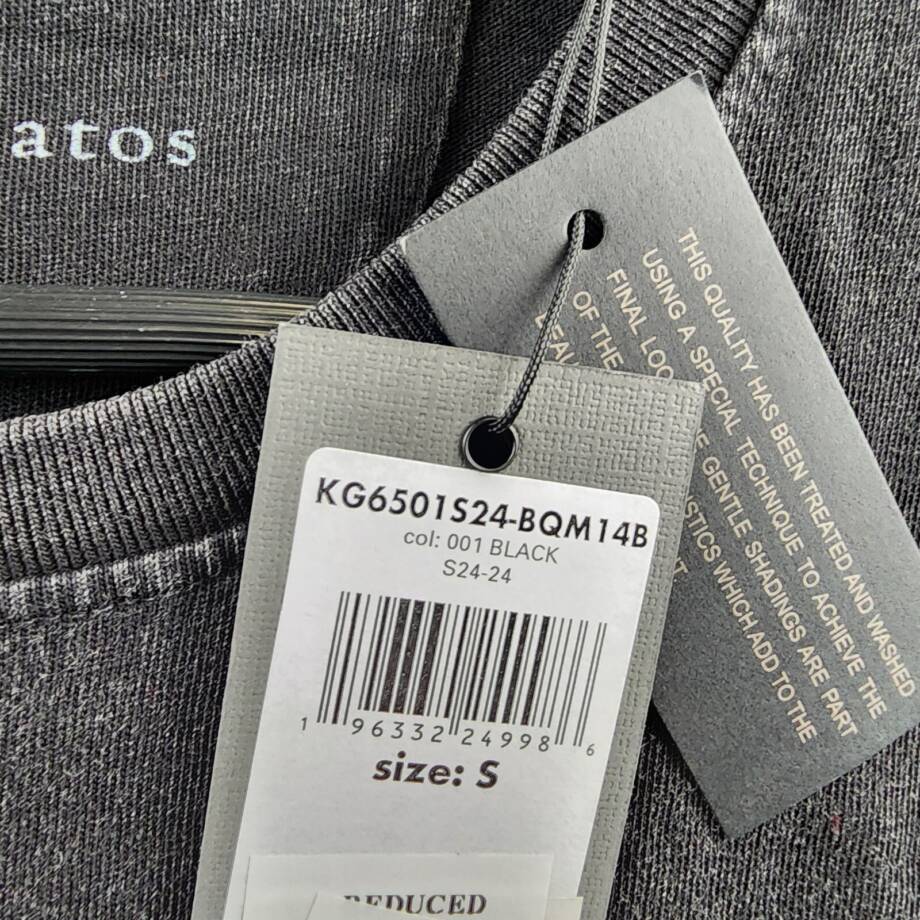 atos
THIS QUALITY HAS BEEN TREATED AND WASHED
USING A SPECIAL TECHNIQUE TO ACHIEVE THE
FINAL GENTLE SHADINGS ARE PART
OF THE WHICH ADD TO THE
KG6501S24-BQM14B
col: 001 BLACK
S24-24
1 96332 24998 6
size: S
REDUCED